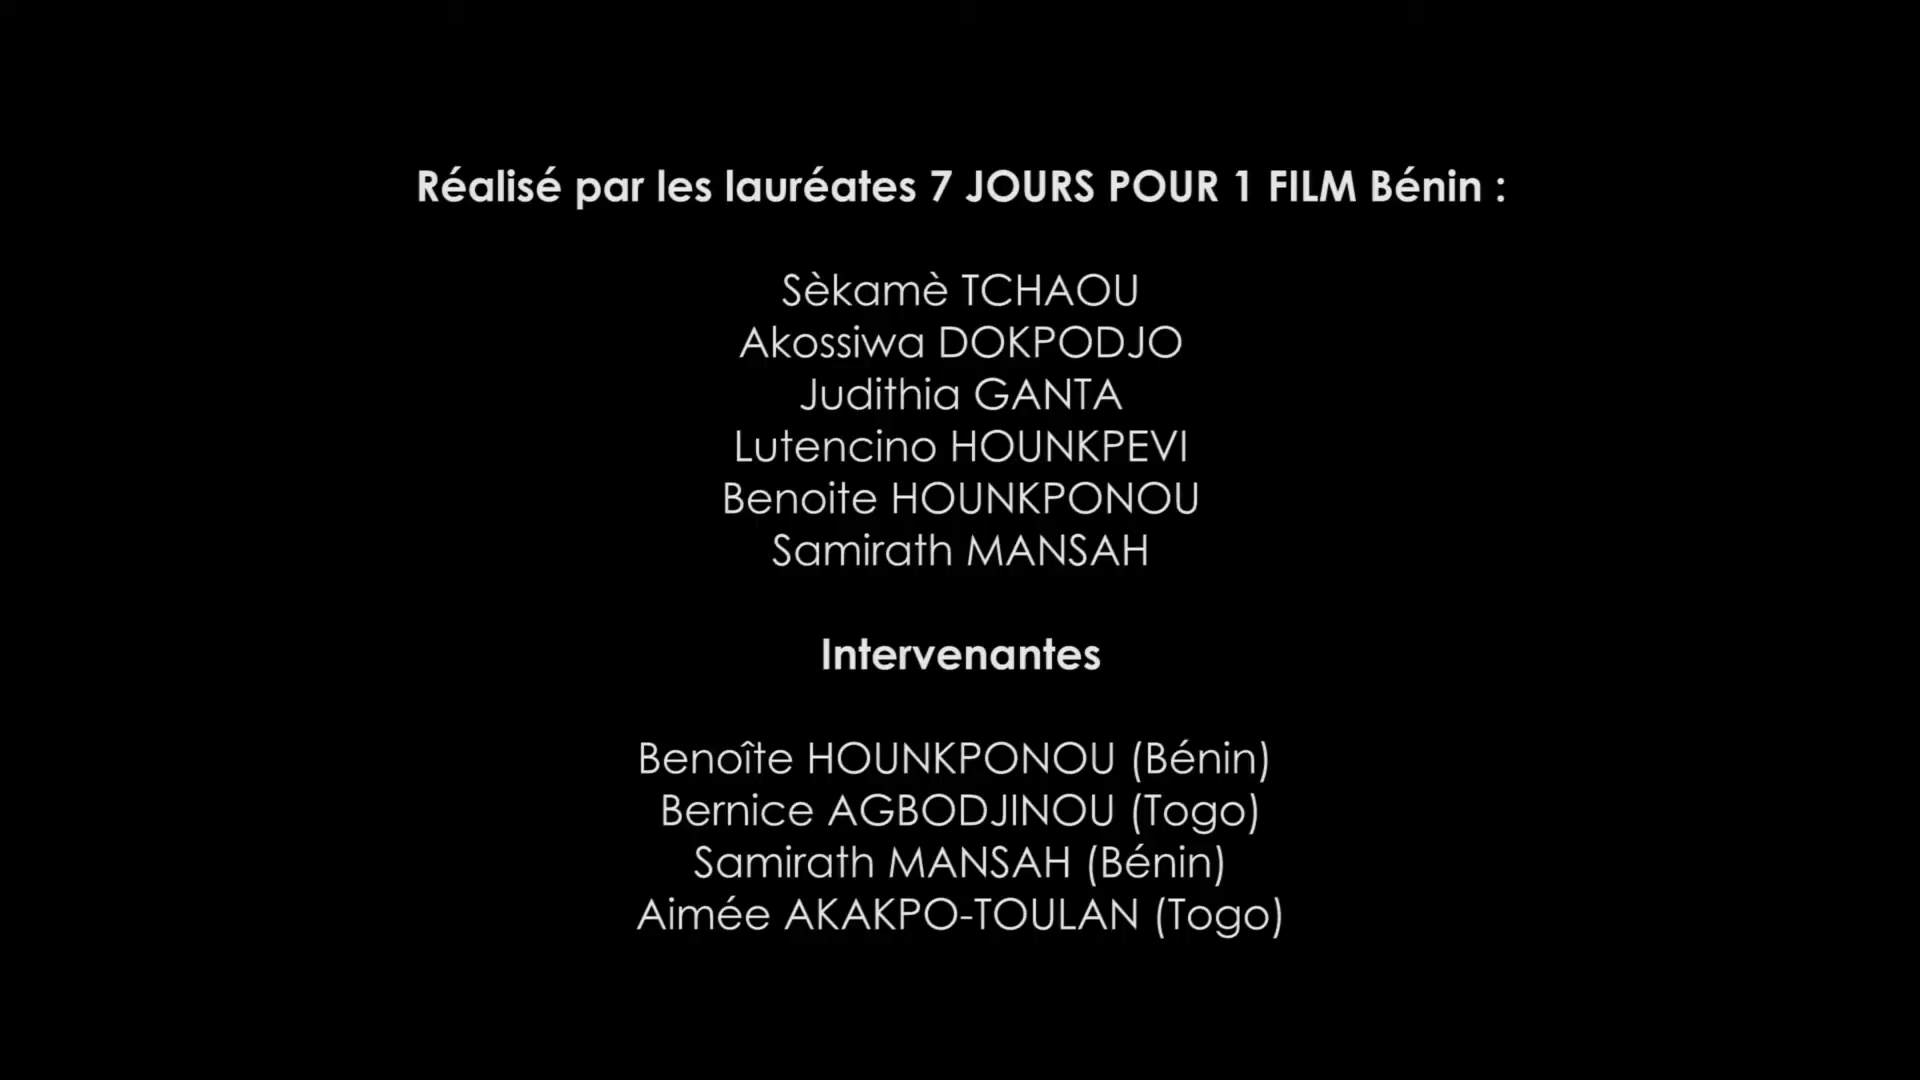 Réalisé par les lauréates 7 JOURS POUR 1 FILM Bénin :
Sèkamè TCHAOU
Akossiwa DOKPODJO
Judithia GANTA
Lutencino HOUNKPEVI
Benoite HOUNKPONOU
Samirath MANSAH
Intervenantes
Benoîte HOUNKPONOU (Bénin)
Bernice AGBODJINOU (Togo)
Samirath MANSAH (Bénin)
Aimée AKAKPO-TOULAN (Togo)